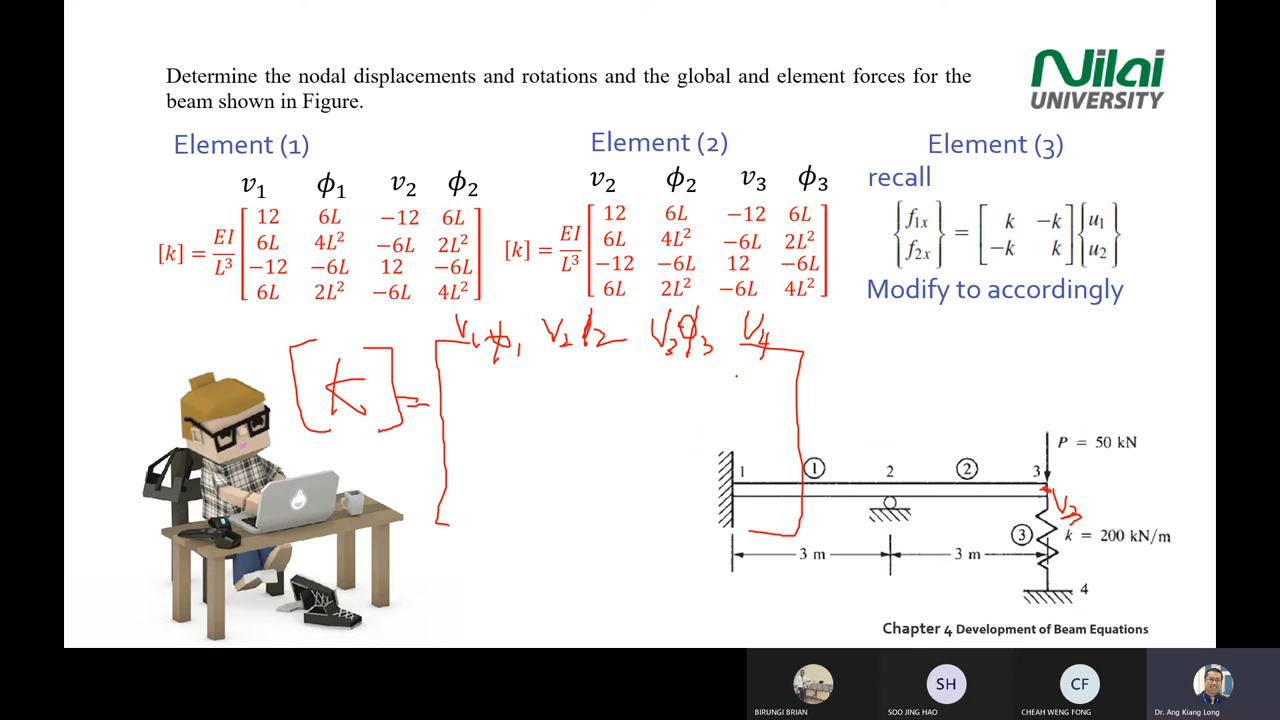 Determine the nodal displacements and rotations and the global and element forces for the
beam shown in Figure.
Nilai
UNIVERSITY
Element (1)
v₁ ϕ₁ v₂ ϕ₂
[k] = EI/L³
12 6L −12 6L
6L 4L² −6L 2L²
−12 −6L 12 −6L
6L 2L² −6L 4L²
Element (2)
v₂ ϕ₂ v₃ ϕ₃
[k] = EI/L³
12 6L −12 6L
6L 4L² −6L 2L²
−12 −6L 12 −6L
6L 2L² −6L 4L²
Element (3)
recall
{f₁ₓ f₂ₓ} = [k −k −k k] {u₁ u₂}
Modify to accordingly
V₁ ϕ₁ V₂ ϕ₂ V₃ ϕ₃ V₄
[K] =
P = 50 kN
1 ① 2 ② 3
V₃
③ k = 200 kN/m
3 m 3 m
4
Chapter 4 Development of Beam Equations
SH CF
BIRUNGI BRIAN SOO JING HAO CHEAH WENG FONG Dr. Ang Kiang Long